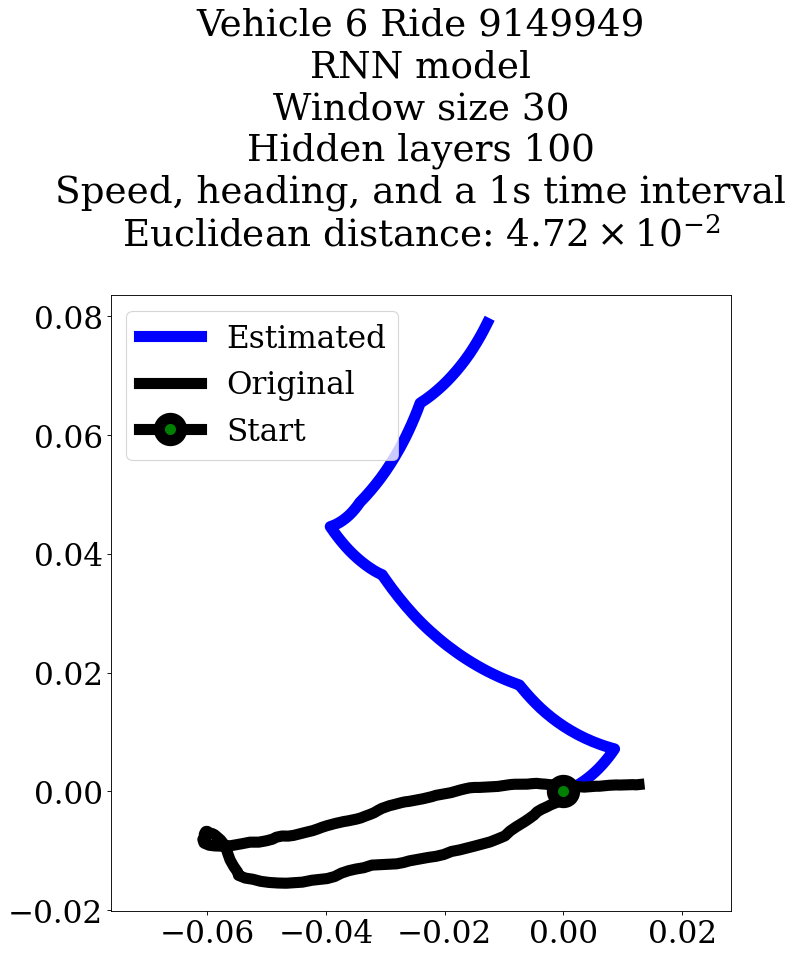 Vehicle 6 Ride 9149949
RNN model
Window size 30
Hidden layers 100
Speed, heading, and a 1s time interval
Euclidean distance: 4.72 × 10⁻²
Estimated
Original
Start
0.08
0.06
0.04
0.02
0.00
−0.02
−0.06 −0.04 −0.02 0.00 0.02